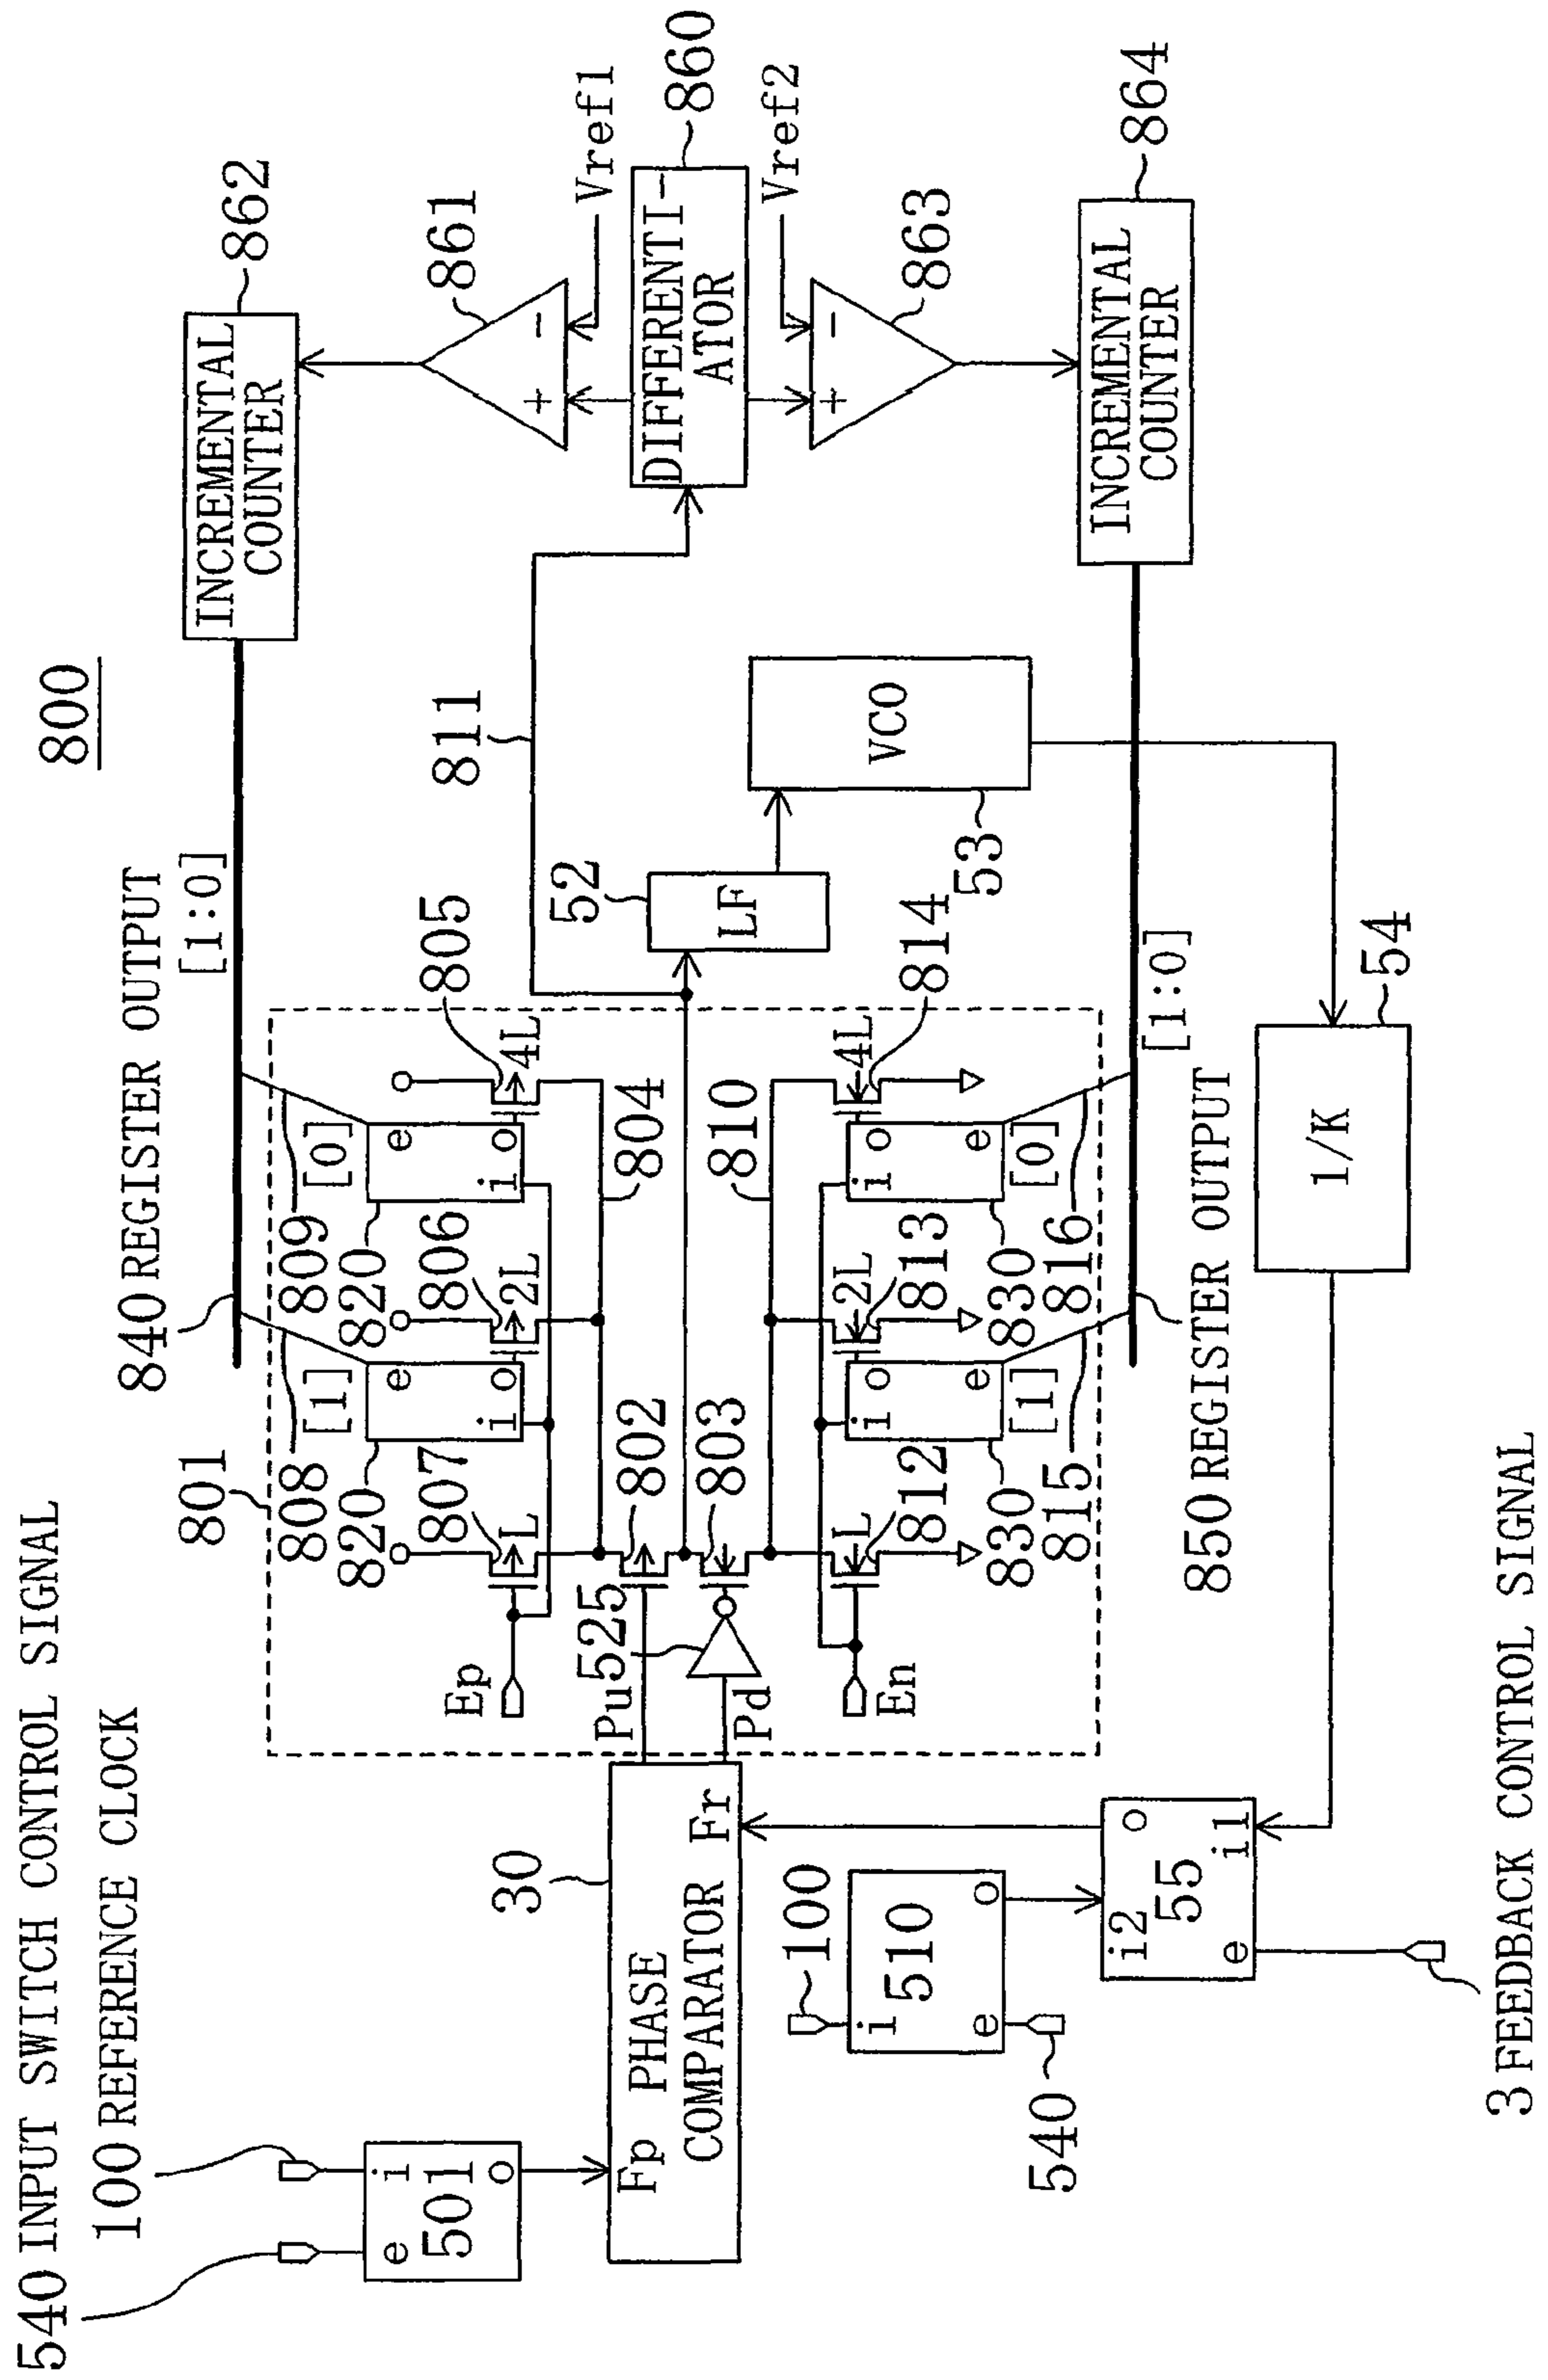 800
540 INPUT SWITCH CONTROL SIGNAL
100 REFERENCE CLOCK
840 REGISTER OUTPUT
[1:0]
INCREMENTAL
COUNTER
862
801
808
809
820
[1]
e
i
o
820
[0]
e
i
o
807
L
806
2L
805
4L
804
802
Ep
Pu
525
Pd
803
En
810
L
812
2L
813
4L
814
i
o
e
[1]
830
i
o
e
[0]
830
815
816
850 REGISTER OUTPUT
[1:0]
811
52
LF
VCO
53
861
+
-
Vref1
DIFFERENTI-
ATOR
860
Vref2
+
-
863
INCREMENTAL
COUNTER
864
e
i
501
o
30
Fp PHASE
COMPARATOR Fr
100
i
510
e
o
540
i2
o
55
e
i1
1/K
54
3 FEEDBACK CONTROL SIGNAL